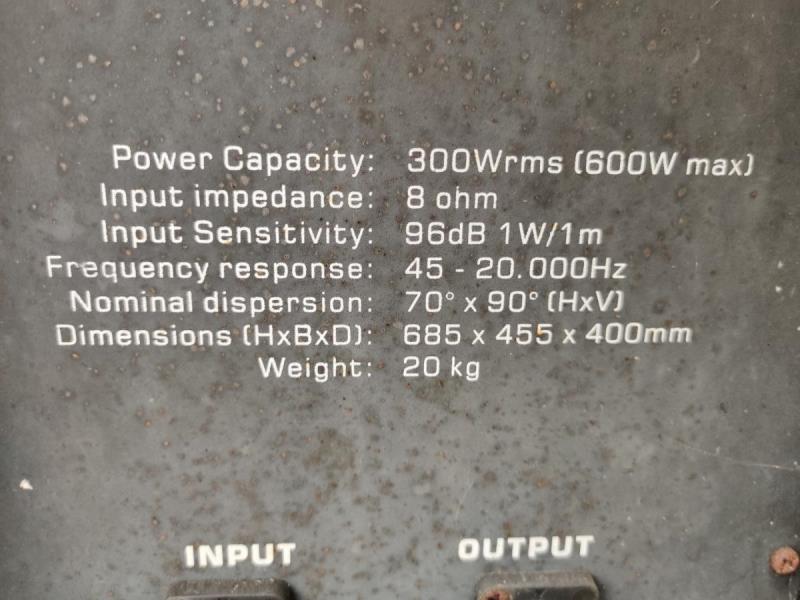 Power Capacity: 300Wrms (600W max)
Input impedance: 8 ohm
Input Sensitivity: 96dB 1W/1m
Frequency response: 45 - 20.000Hz
Nominal dispersion: 70° x 90° (HxV)
Dimensions (HxBxD): 685 x 455 x 400mm
Weight: 20 kg
INPUT OUTPUT